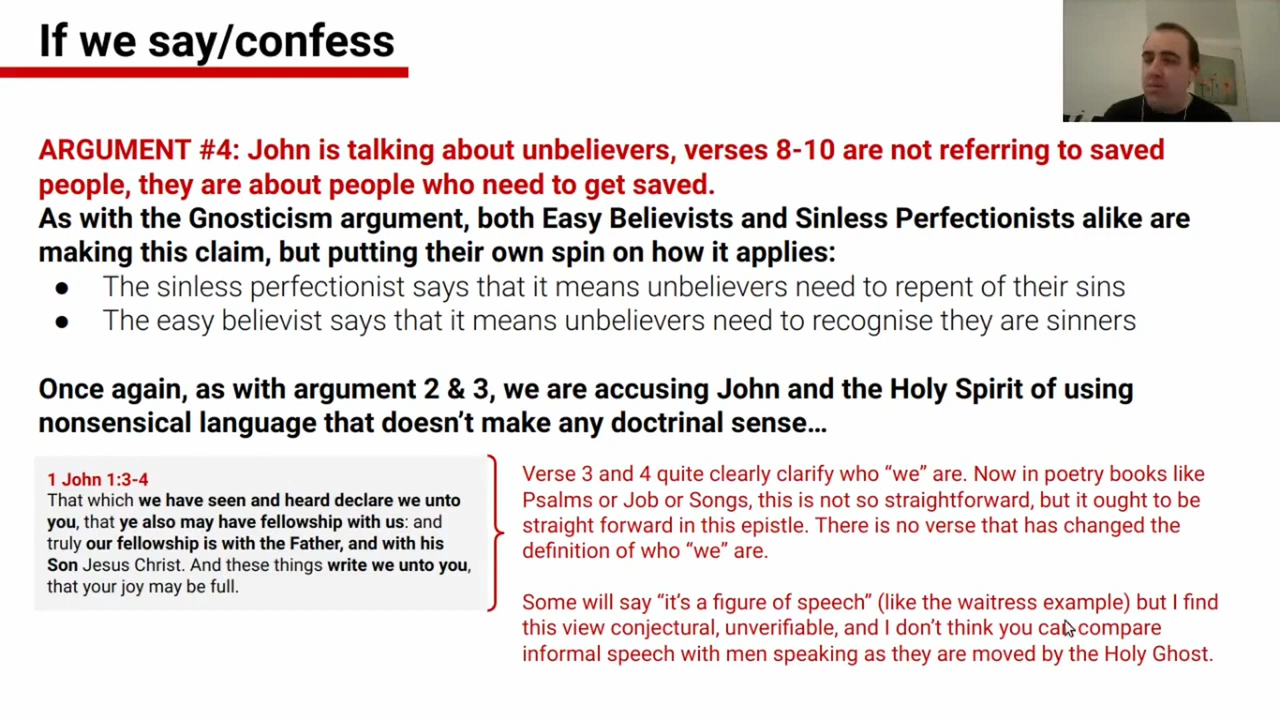 If we say/confess
ARGUMENT #4: John is talking about unbelievers, verses 8-10 are not referring to saved
people, they are about people who need to get saved.
As with the Gnosticism argument, both Easy Believists and Sinless Perfectionists alike are
making this claim, but putting their own spin on how it applies:
● The sinless perfectionist says that it means unbelievers need to repent of their sins
● The easy believist says that it means unbelievers need to recognise they are sinners
Once again, as with argument 2 & 3, we are accusing John and the Holy Spirit of using
nonsensical language that doesn’t make any doctrinal sense…
1 John 1:3-4
That which we have seen and heard declare we unto
you, that ye also may have fellowship with us: and
truly our fellowship is with the Father, and with his
Son Jesus Christ. And these things write we unto you,
that your joy may be full.
Verse 3 and 4 quite clearly clarify who “we” are. Now in poetry books like
Psalms or Job or Songs, this is not so straightforward, but it ought to be
straight forward in this epistle. There is no verse that has changed the
definition of who “we” are.
Some will say “it’s a figure of speech” (like the waitress example) but I find
this view conjectural, unverifiable, and I don’t think you can compare
informal speech with men speaking as they are moved by the Holy Ghost.